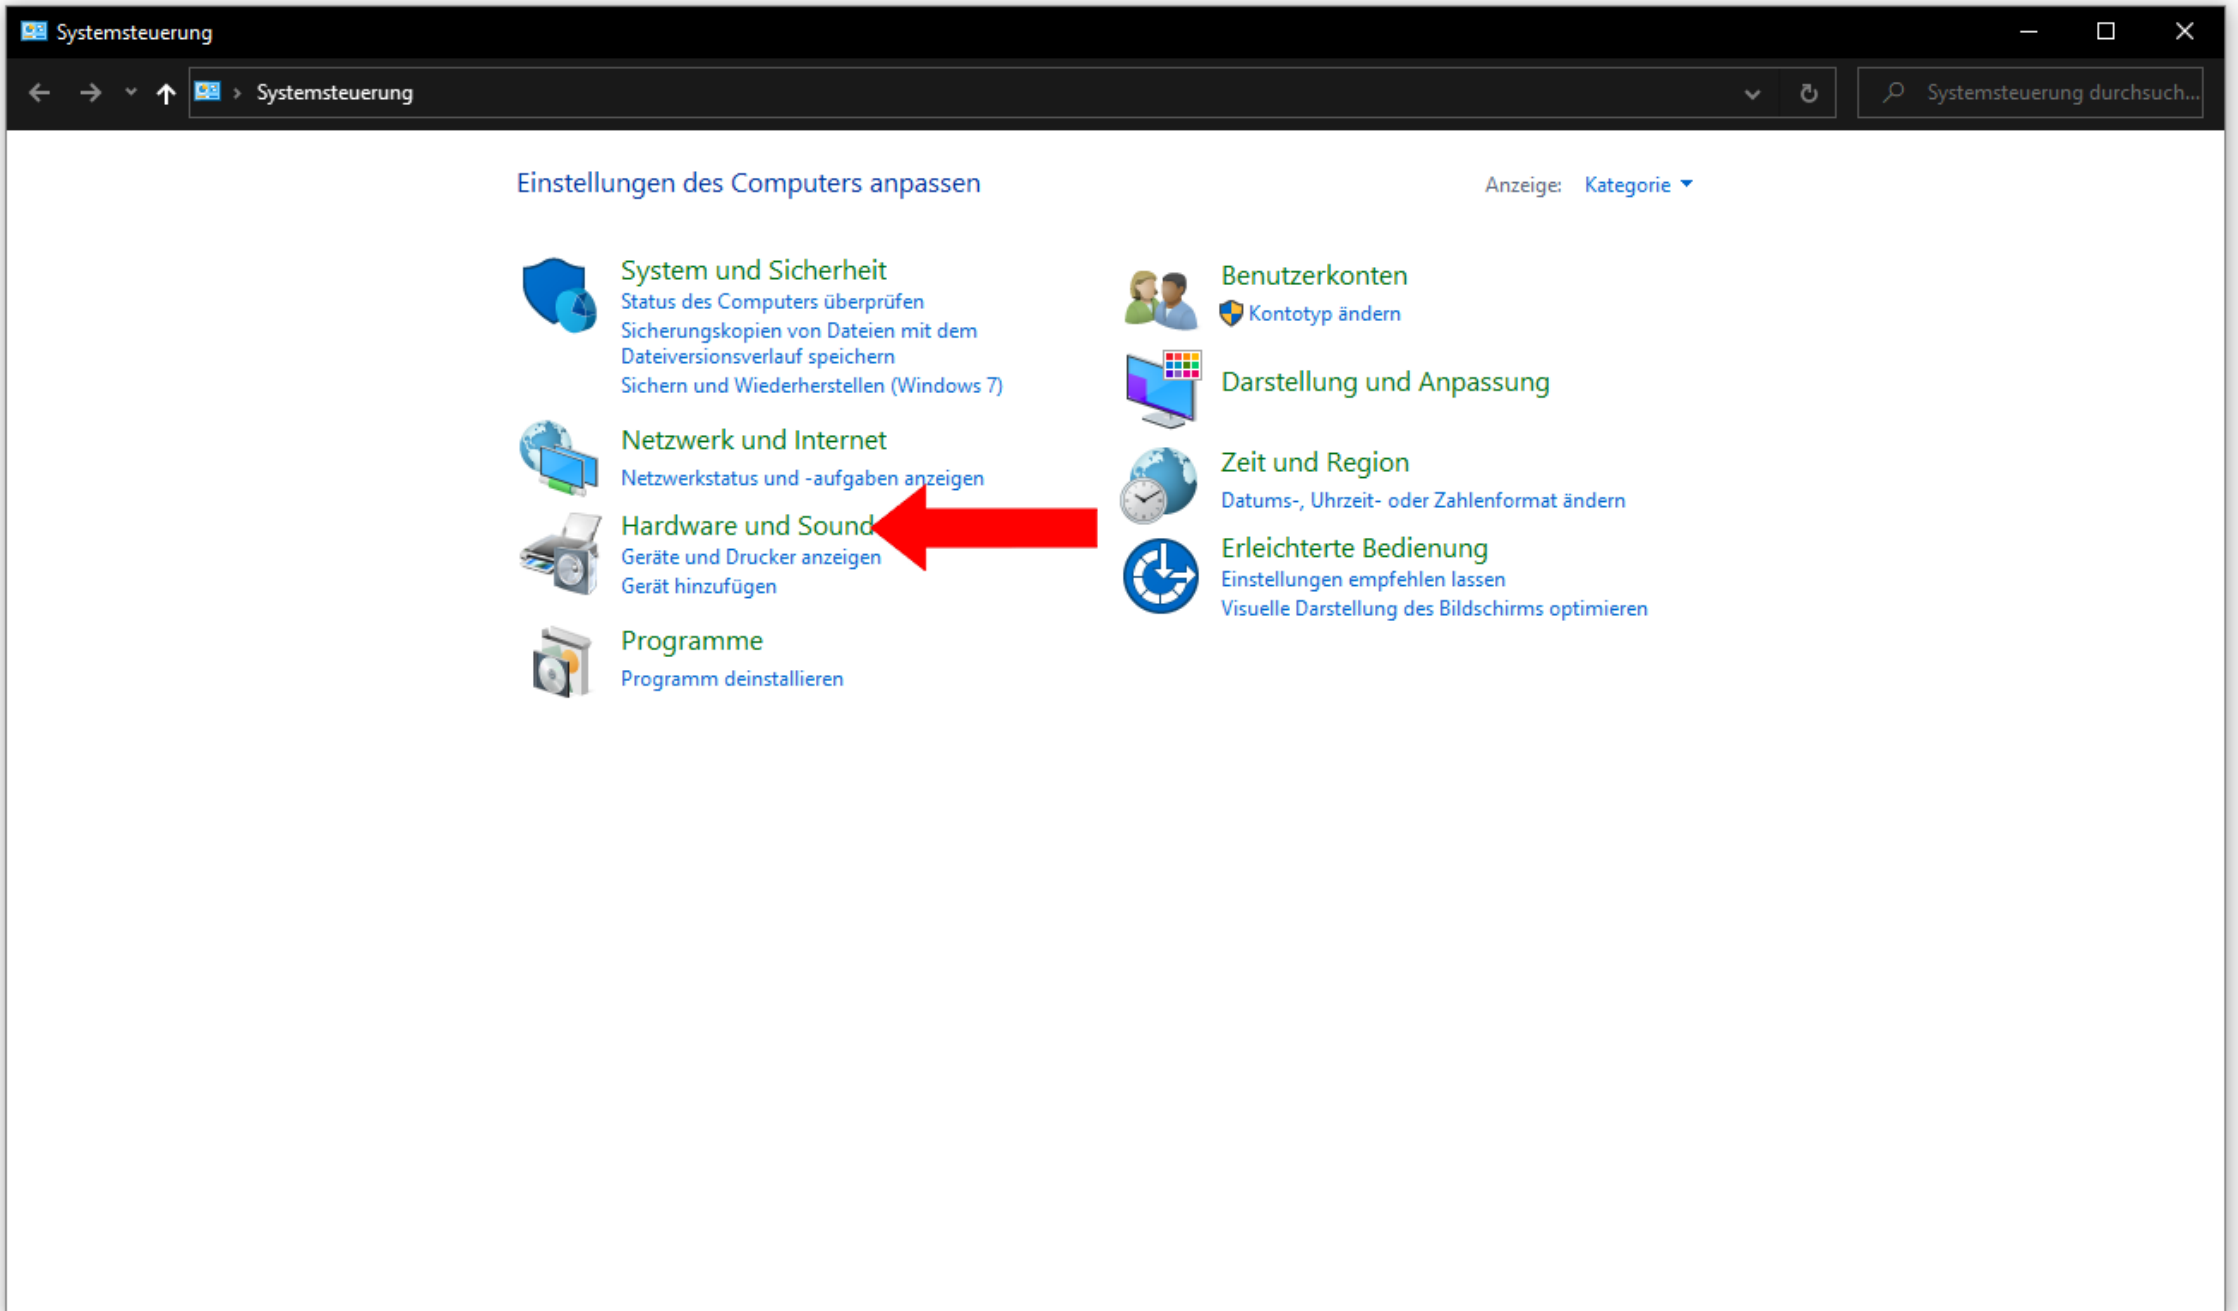 Systemsteuerung
Systemsteuerung
Systemsteuerung durchsuch...
Einstellungen des Computers anpassen
Anzeige: Kategorie
System und Sicherheit
Status des Computers überprüfen
Sicherungskopien von Dateien mit dem
Dateiversionsverlauf speichern
Sichern und Wiederherstellen (Windows 7)
Netzwerk und Internet
Netzwerkstatus und -aufgaben anzeigen
Hardware und Sound
Geräte und Drucker anzeigen
Gerät hinzufügen
Programme
Programm deinstallieren
Benutzerkonten
Kontotyp ändern
Darstellung und Anpassung
Zeit und Region
Datums-, Uhrzeit- oder Zahlenformat ändern
Erleichterte Bedienung
Einstellungen empfehlen lassen
Visuelle Darstellung des Bildschirms optimieren